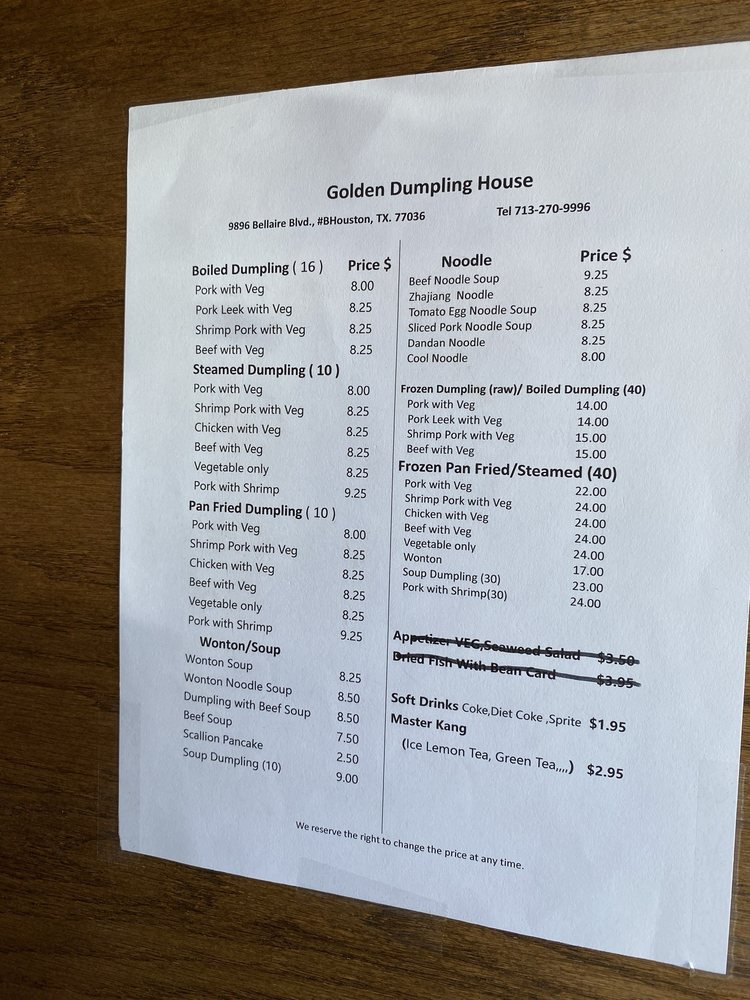 Golden Dumpling House
9896 Bellaire Blvd., #BHouston, TX. 77036 Tel 713-270-9996
Boiled Dumpling ( 16 ) Price $
Pork with Veg 8.00
Pork Leek with Veg 8.25
Shrimp Pork with Veg 8.25
Beef with Veg 8.25
Steamed Dumpling ( 10 )
Pork with Veg 8.00
Shrimp Pork with Veg 8.25
Chicken with Veg 8.25
Beef with Veg 8.25
Vegetable only 8.25
Pork with Shrimp 9.25
Pan Fried Dumpling ( 10 )
Pork with Veg 8.00
Shrimp Pork with Veg 8.25
Chicken with Veg 8.25
Beef with Veg 8.25
Vegetable only 8.25
Pork with Shrimp 9.25
Wonton/Soup
Wonton Soup 8.25
Wonton Noodle Soup 8.50
Dumpling with Beef Soup 8.50
Beef Soup 7.50
Scallion Pancake 2.50
Soup Dumpling (10) 9.00
Noodle Price $
Beef Noodle Soup 9.25
Zhajiang Noodle 8.25
Tomato Egg Noodle Soup 8.25
Sliced Pork Noodle Soup 8.25
Dandan Noodle 8.25
Cool Noodle 8.00
Frozen Dumpling (raw)/ Boiled Dumpling (40)
Pork with Veg 14.00
Pork Leek with Veg 14.00
Shrimp Pork with Veg 15.00
Beef with Veg 15.00
Frozen Pan Fried/Steamed (40)
Pork with Veg 22.00
Shrimp Pork with Veg 24.00
Chicken with Veg 24.00
Beef with Veg 24.00
Vegetable only 24.00
Wonton 17.00
Soup Dumpling (30) 23.00
Pork with Shrimp(30) 24.00
Appetizer VEG,Seaweed Salad $3.50
Dried Fish With Bean Card $3.95
Soft Drinks Coke,Diet Coke ,Sprite $1.95
Master Kang
(Ice Lemon Tea, Green Tea,,,,) $2.95
We reserve the right to change the price at any time.